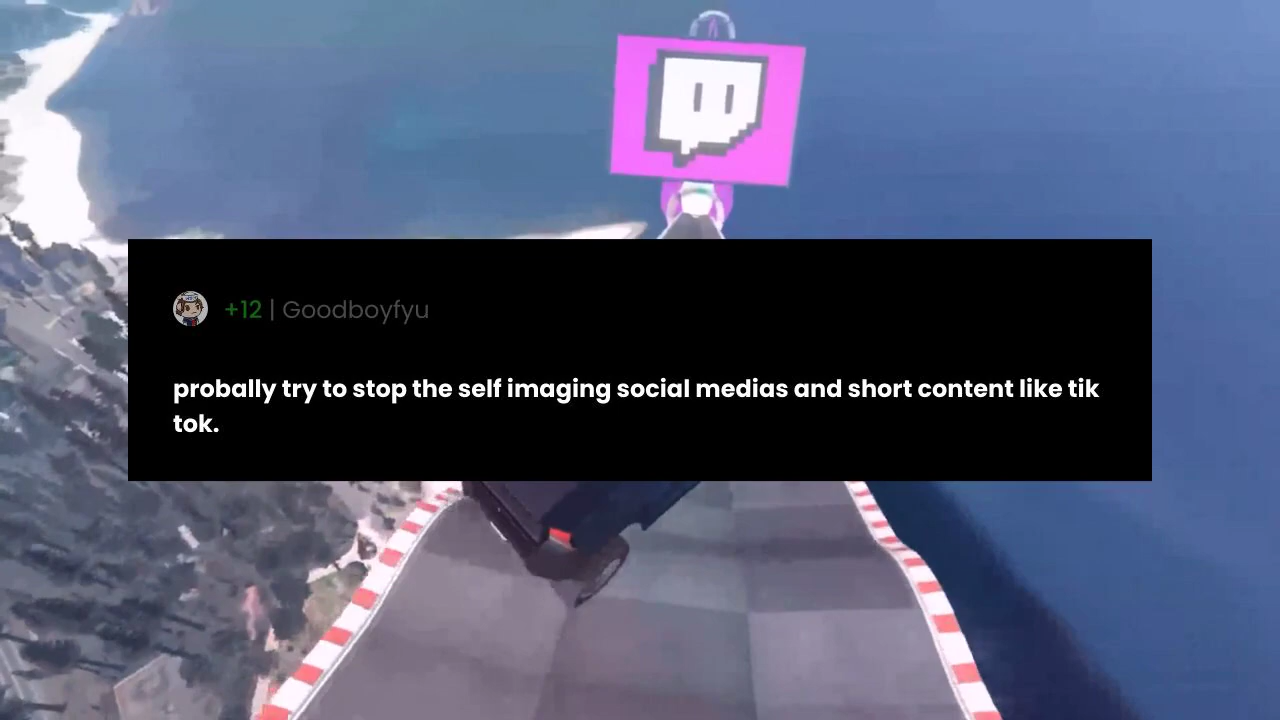 +12 | Goodboyfyu
probally try to stop the self imaging social medias and short content like tik
tok.